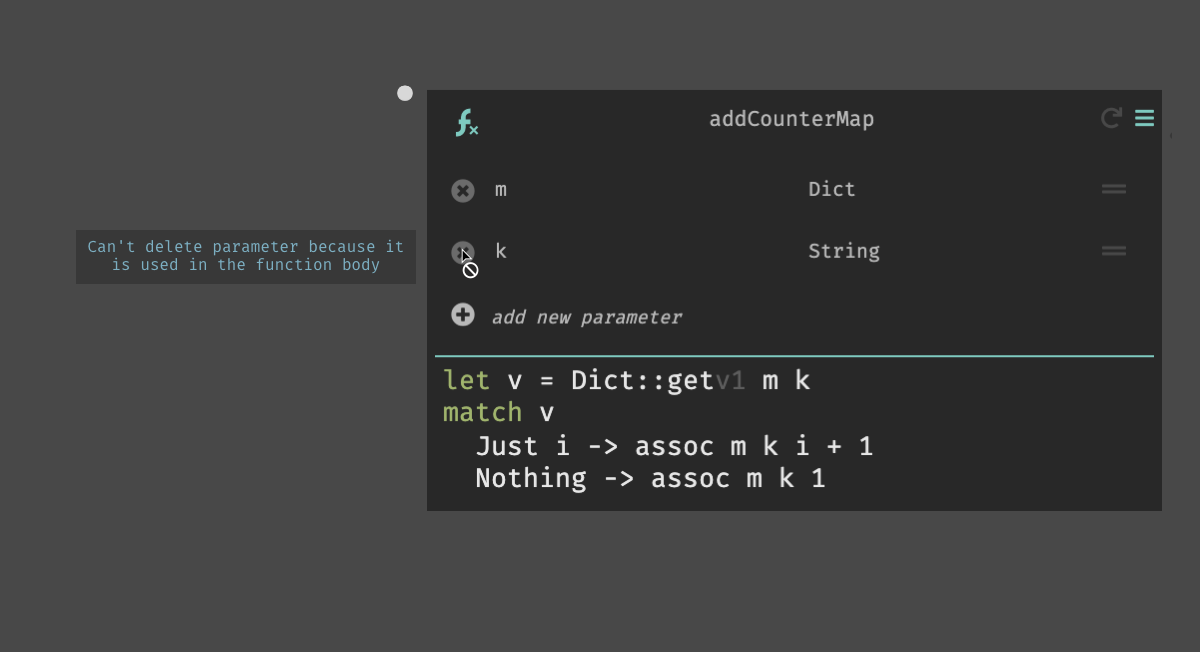 fx
addCounterMap
m Dict
Can't delete parameter because it
is used in the function body
k String
add new parameter
let v = Dict::getv1 m k
match v
  Just i -> assoc m k i + 1
  Nothing -> assoc m k 1